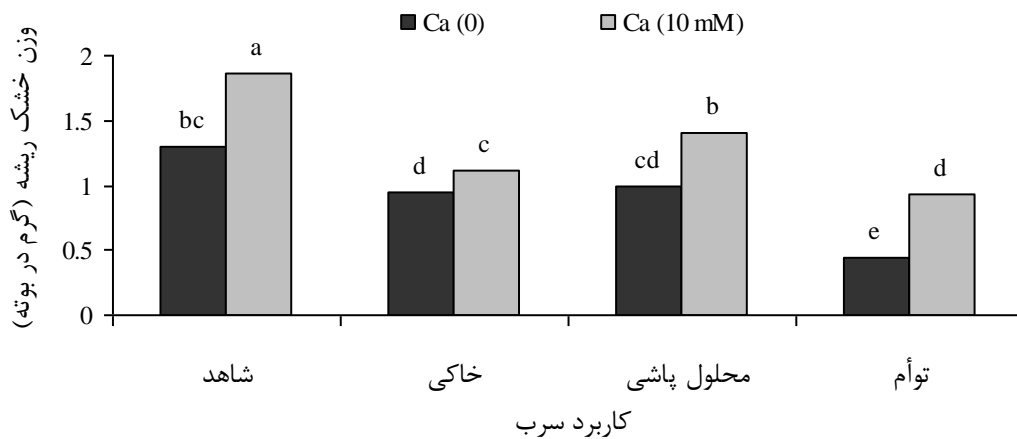 Ca (0) Ca (10 mM)
وزن خشک ریشه (گرم در بوته)
2
1.5
1
0.5
0
bc a d c cd b e d
شاهد خاکی محلول پاشی توأم
کاربرد سرب